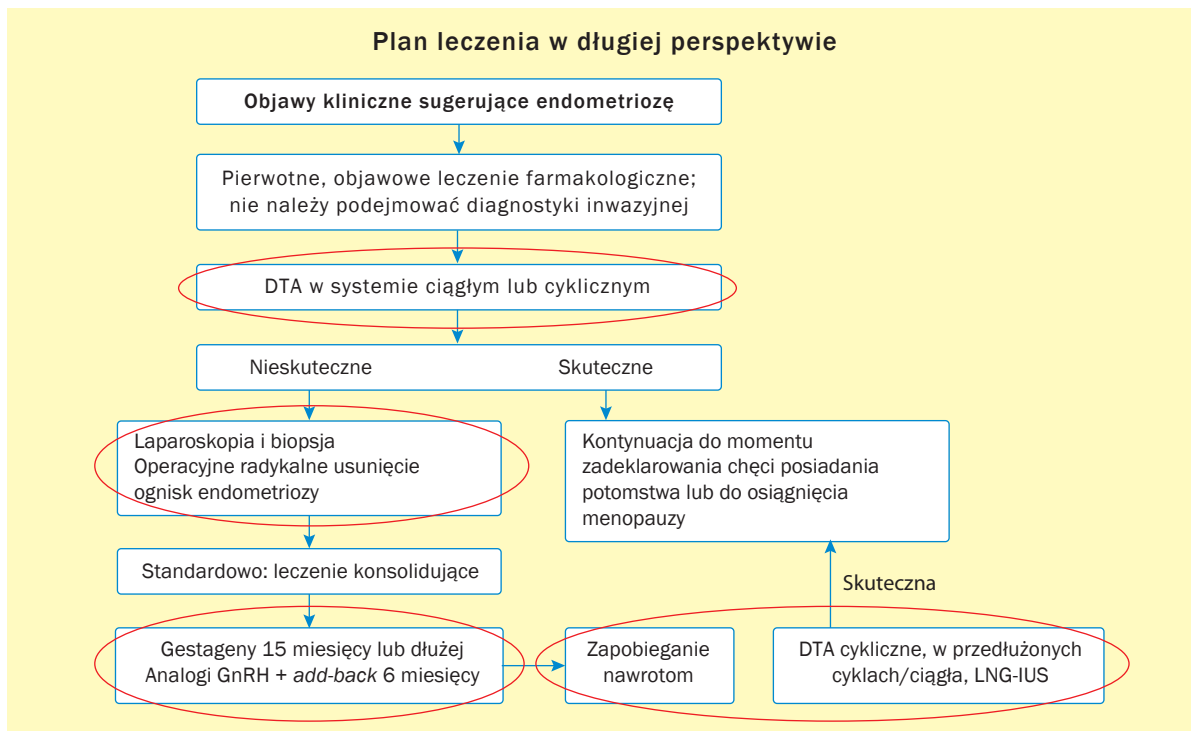 Plan leczenia w długiej perspektywie
Objawy kliniczne sugerujące endometriozę
Pierwotne, objawowe leczenie farmakologiczne;
nie należy podejmować diagnostyki inwazyjnej
DTA w systemie ciągłym lub cyklicznym
Nieskuteczne
Skuteczne
Laparoskopia i biopsja
Operacyjne radykalne usunięcie
ognisk endometriozy
Kontynuacja do momentu
zadeklarowania chęci posiadania
potomstwa lub do osiągnięcia
menopauzy
Standardowo: leczenie konsolidujące
Skuteczna
Gestageny 15 miesięcy lub dłużej
Analogi GnRH + add-back 6 miesięcy
Zapobieganie
nawrotom
DTA cykliczne, w przedłużonych
cyklach/ciągła, LNG-IUS